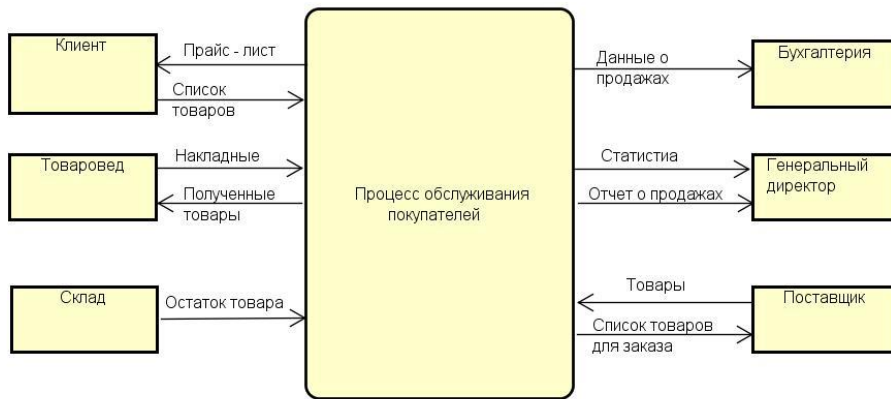 Клиент
Прайс - лист
Список
товаров
Товаровед
Накладные
Полученные
товары
Склад
Остаток товара
Процесс обслуживания
покупателей
Данные о
продажах
Бухгалтерия
Статистиа
Генеральный
директор
Отчет о продажах
Товары
Поставщик
Список товаров
для заказа